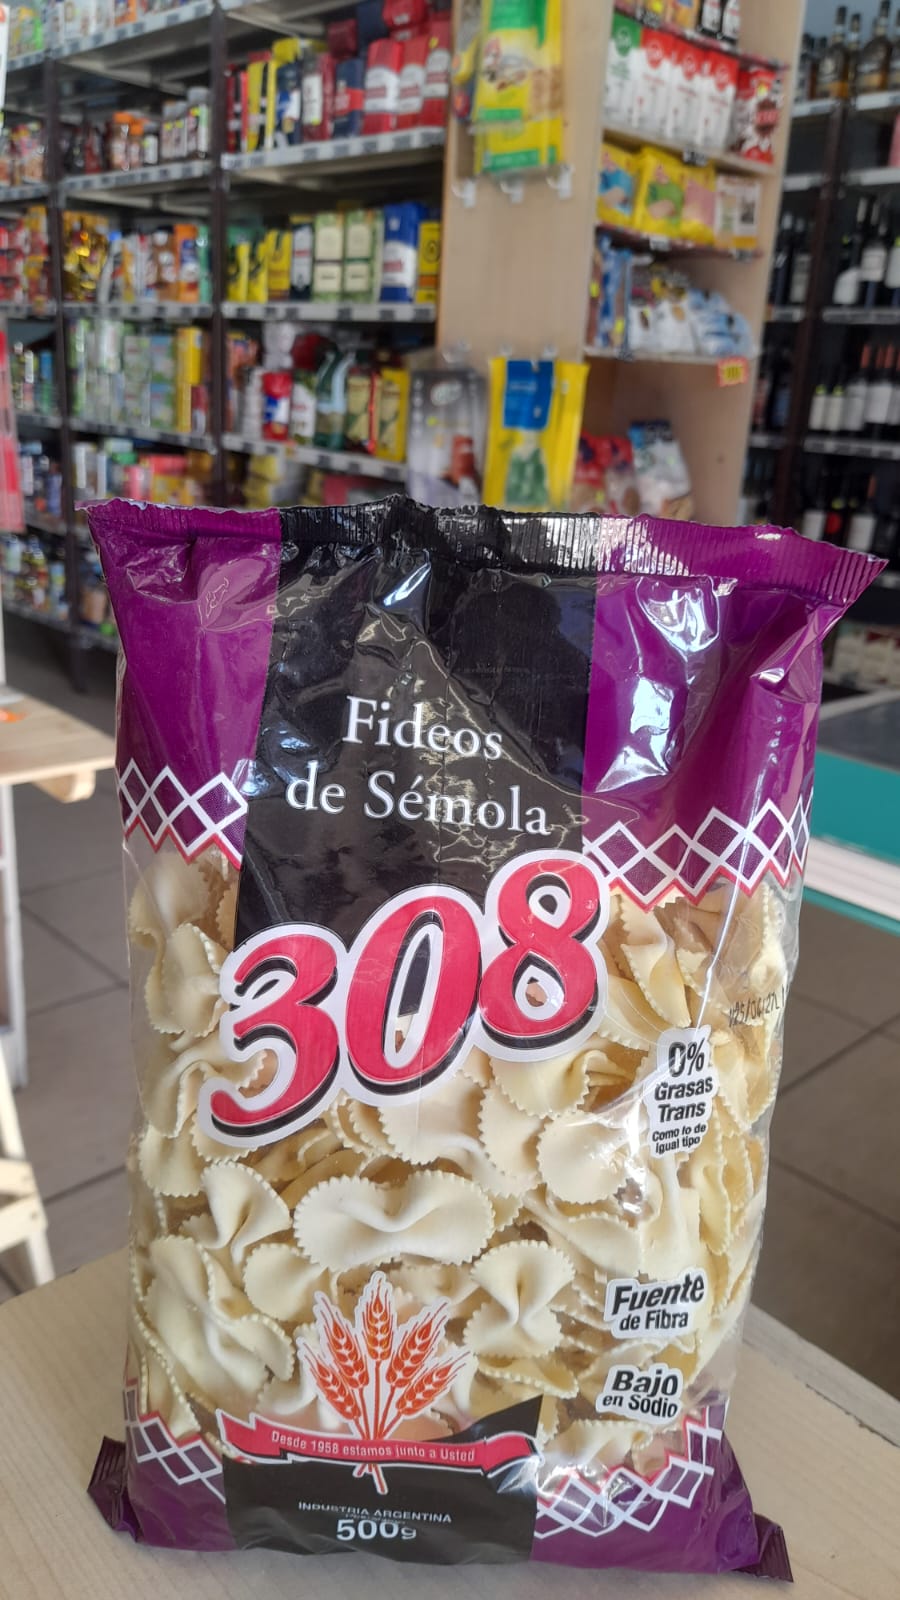 Fideos
de Sémola
308
0%
Grasas
Trans
Como lo de
igual tipo
Fuente
de Fibra
Bajo
en Sodio
Desde 1958 estamos junto a Usted
INDUSTRIA ARGENTINA
500g